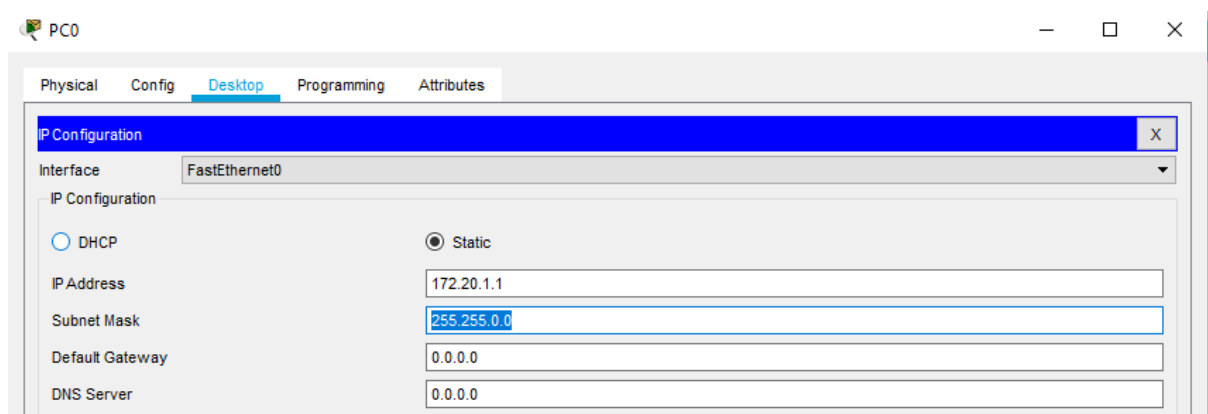 PC0
Physical Config Desktop Programming Attributes
IP Configuration X
Interface FastEthernet0
IP Configuration
DHCP Static
IP Address 172.20.1.1
Subnet Mask 255.255.0.0
Default Gateway 0.0.0.0
DNS Server 0.0.0.0